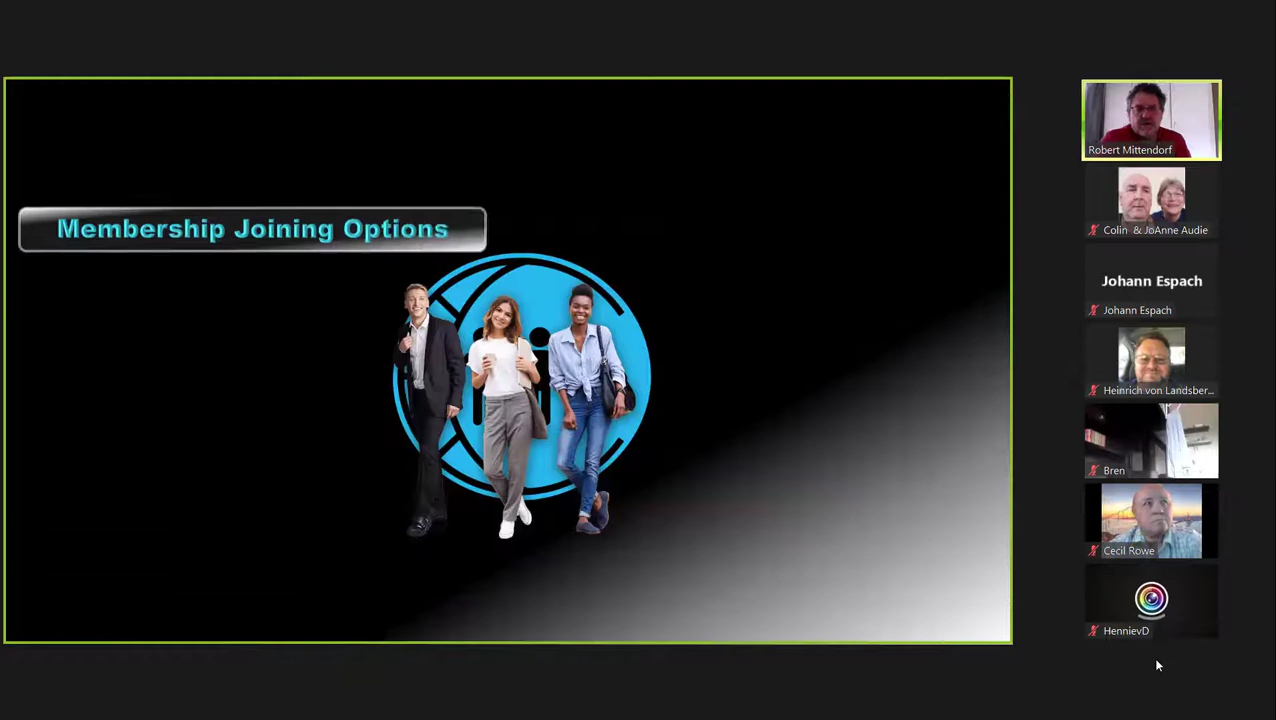 Membership Joining Options
Robert Mittendorf
Colin & JoAnne Audie
Johann Espach
Johann Espach
Heinrich von Landsber...
Bren
Cecil Rowe
HennievD